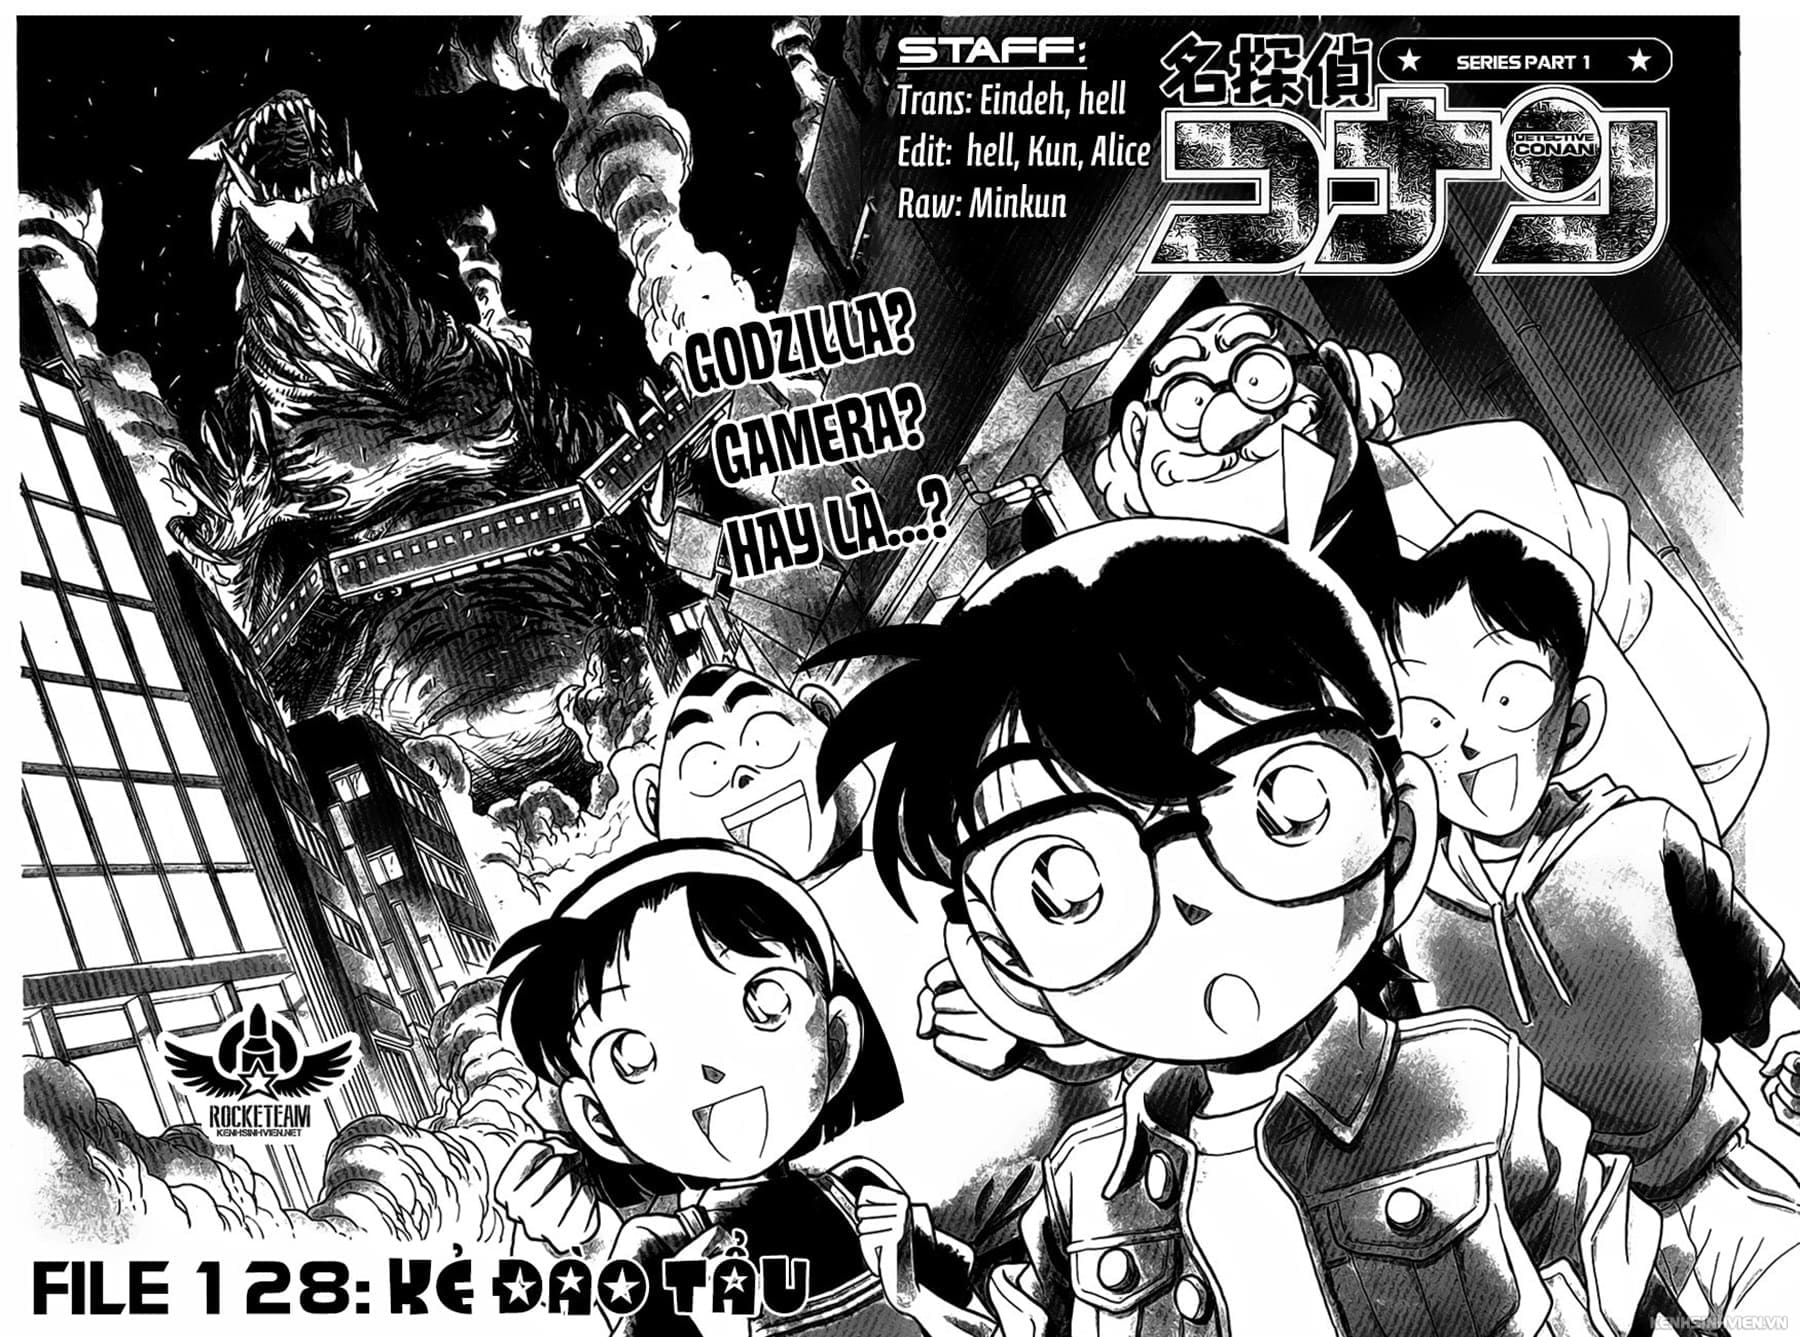 STAFF:
Trans: Eindeh, hell
Edit: hell, Kun, Alice
Raw: Minkun
名探偵
★ SERIES PART 1 ★
コナン
DETECTIVE
CONAN
GODZILLA?
GAMERA?
HAY LÀ...?
ROCKETEAM
KENHSINHVIEN.NET
FILE 128: KẺ ĐÀO TẨU
KENHSINHVIEN.VN